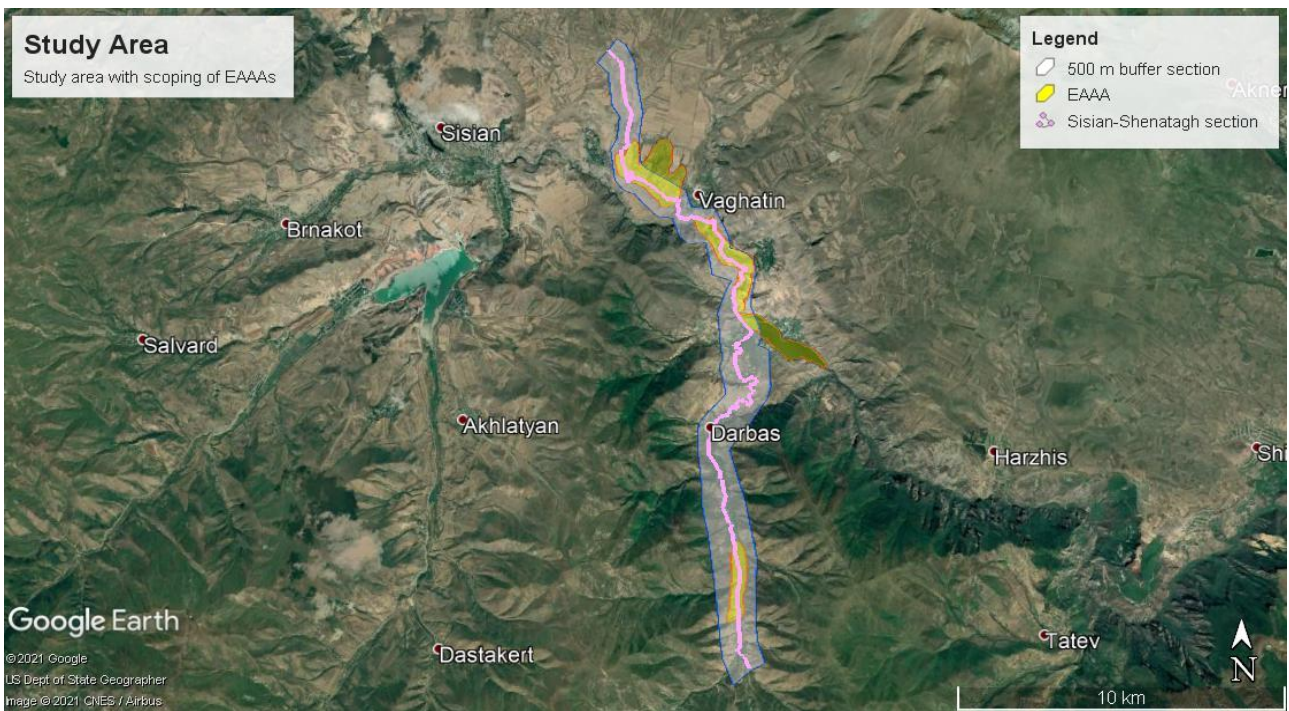 Study Area
Study area with scoping of EAAAs
Legend
500 m buffer section
EAAA
Sisian-Shenatagh section
Akner
Sisian
Vaghatin
Brnakot
Salvard
Akhlatyan
Darbas
Harzhis
Shi
Google Earth
Tatev
Dastakert
©2021 Google
US Dept of State Geographer
Image © 2021 CNES / Airbus
N
10 km